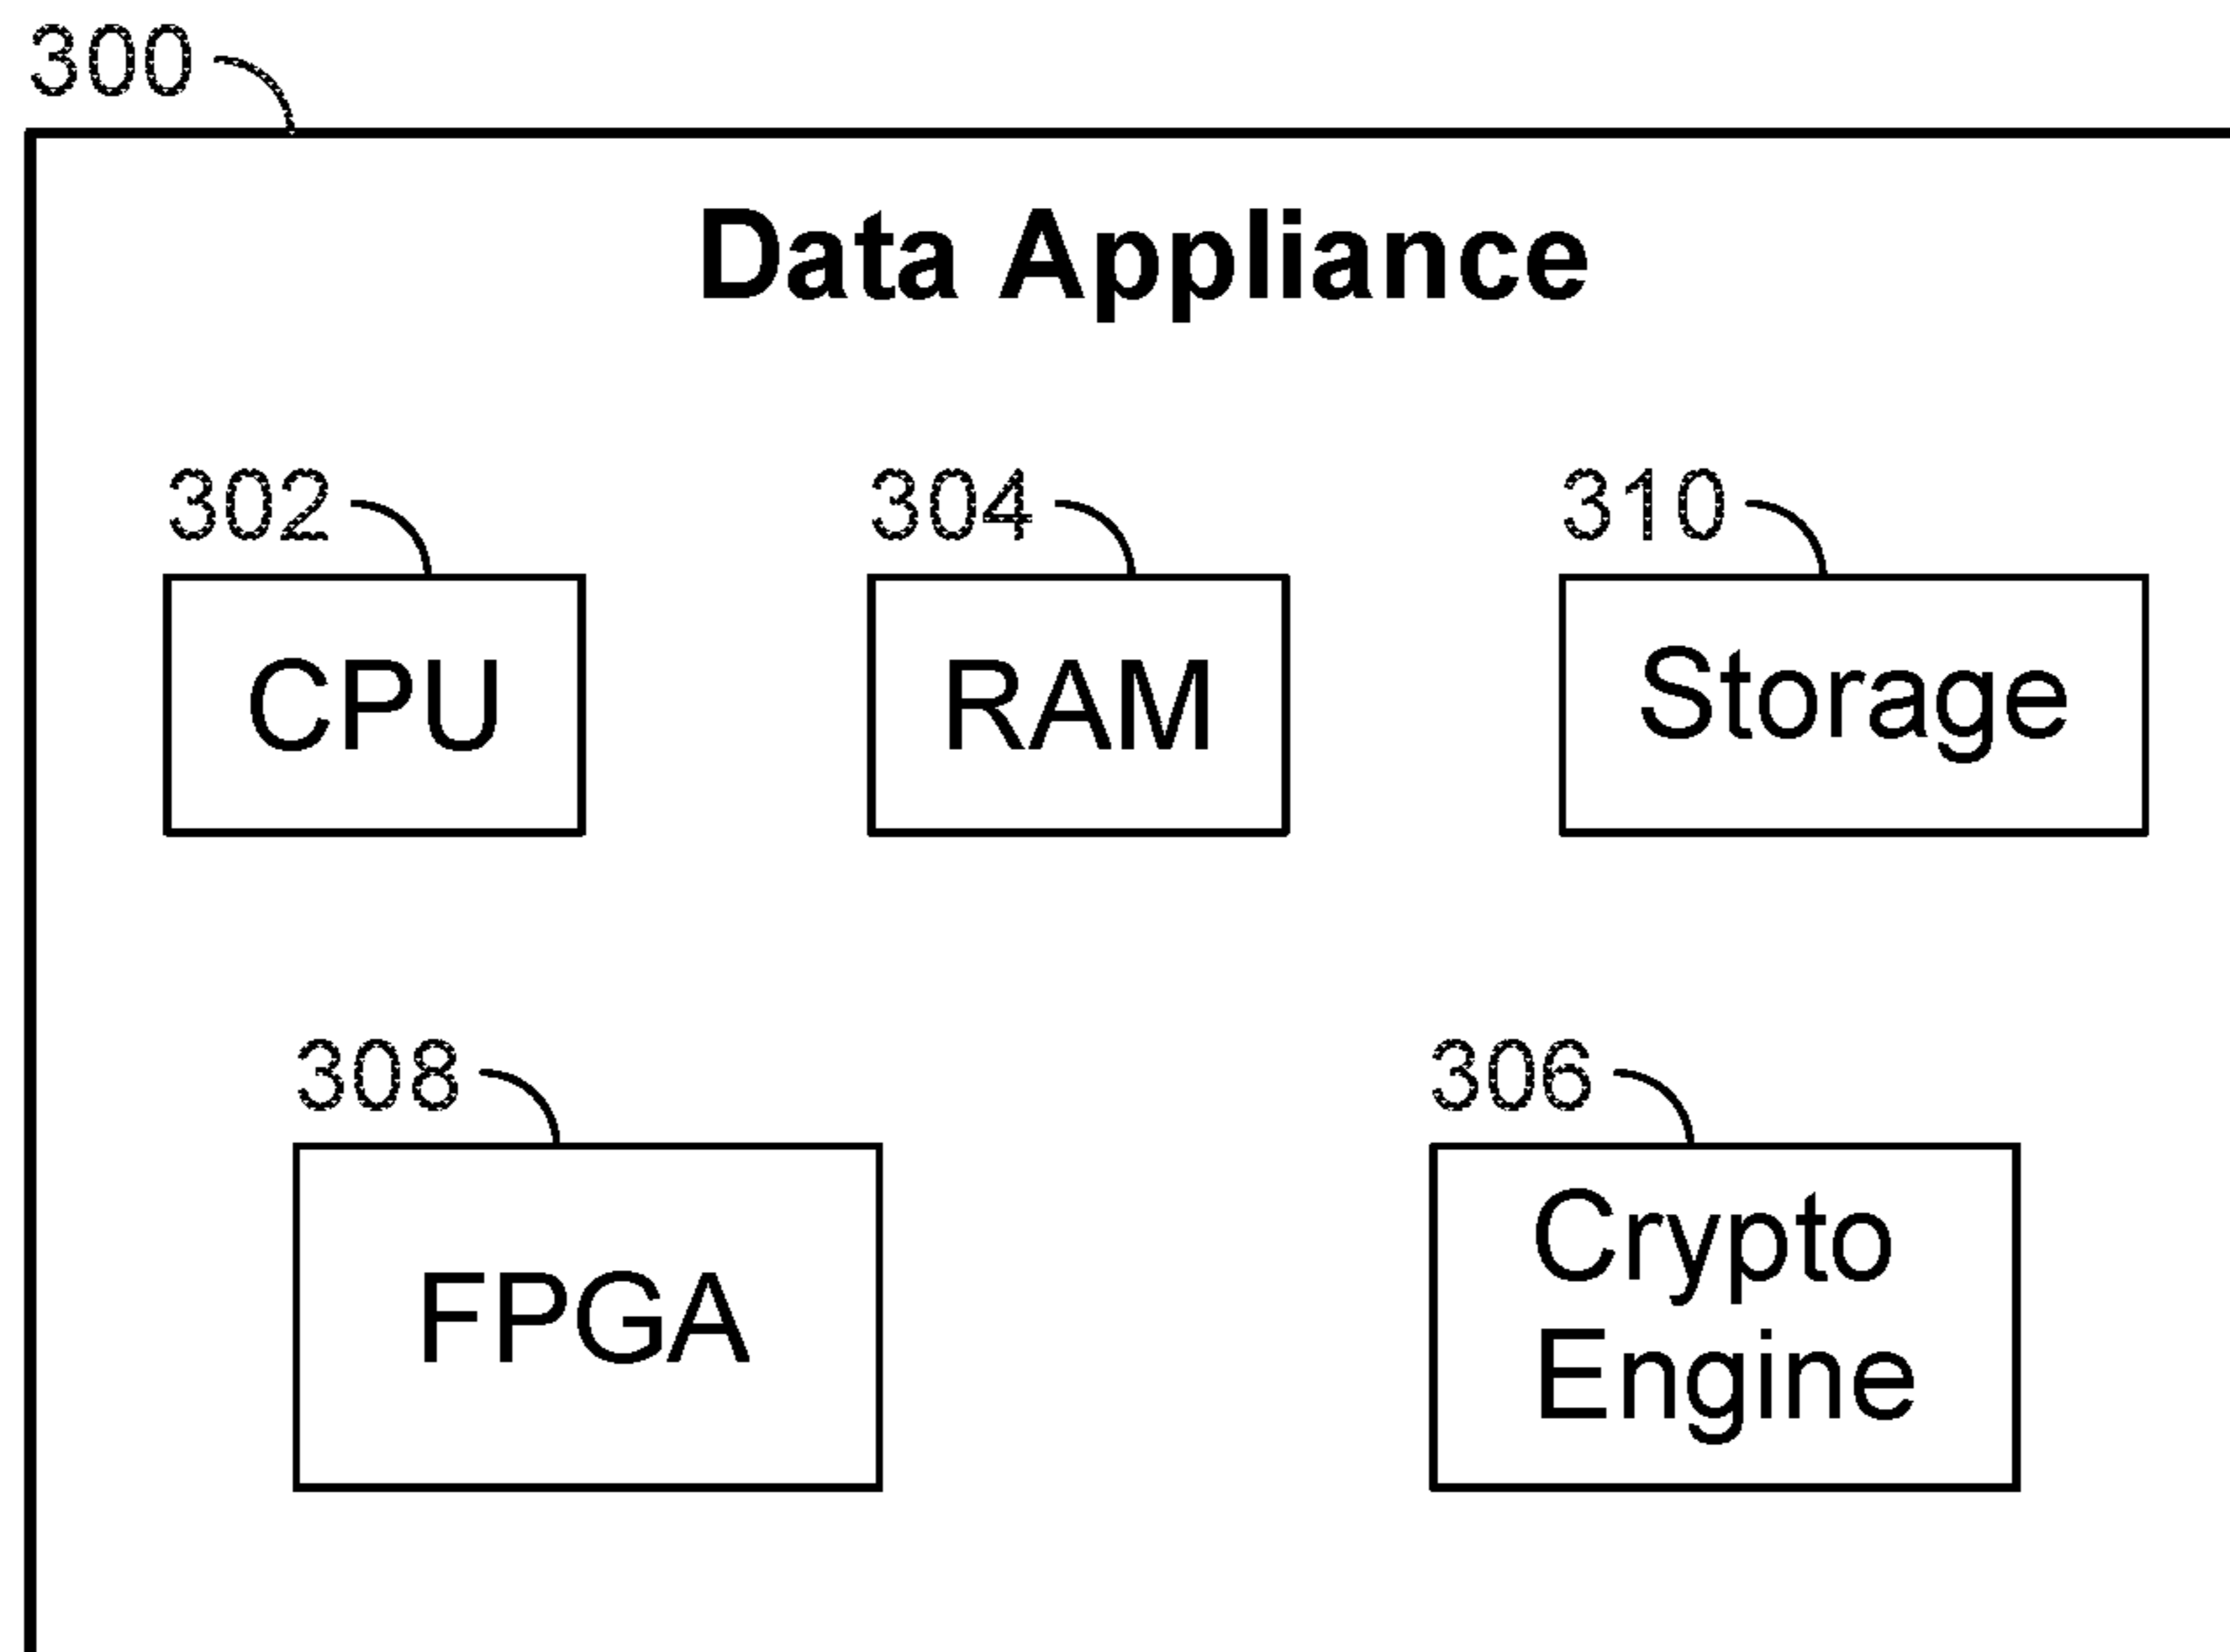 300
Data Appliance
302
304
310
CPU
RAM
Storage
308
306
FPGA
Crypto
Engine